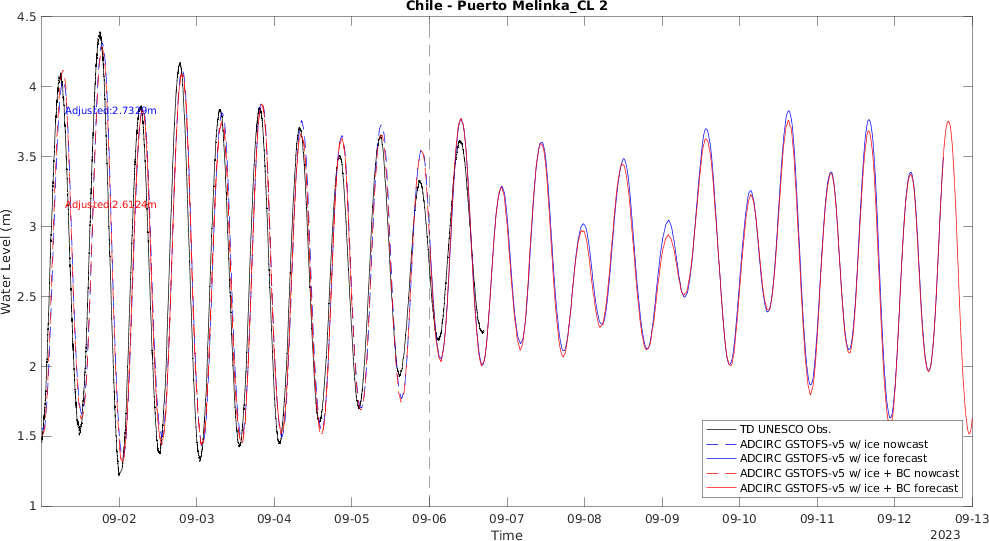 Chile - Puerto Melinka_CL 2
4.5
4
3.5
3
2.5
2
1.5
1
Water Level (m)
Adjusted:2.7329m
Adjusted:2.6124m
TD UNESCO Obs.
ADCIRC GSTOFS-v5 w/ ice nowcast
ADCIRC GSTOFS-v5 w/ ice forecast
ADCIRC GSTOFS-v5 w/ ice + BC nowcast
ADCIRC GSTOFS-v5 w/ ice + BC forecast
09-02 09-03 09-04 09-05 09-06 09-07 09-08 09-09 09-10 09-11 09-12 09-13
Time
2023